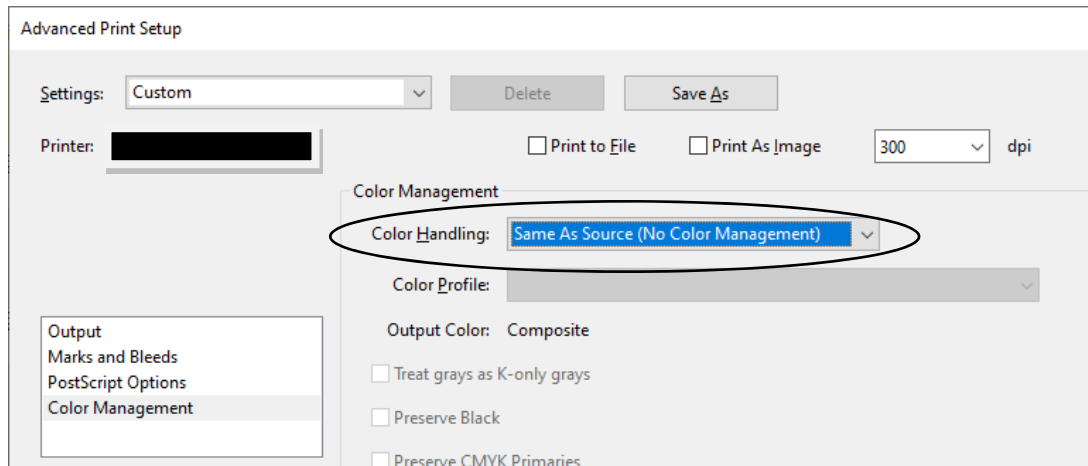 Advanced Print Setup
Settings: Custom Delete Save As
Printer: Print to File Print As Image 300 dpi
Color Management
Color Handling: Same As Source (No Color Management)
Color Profile:
Output Color: Composite
Treat grays as K-only grays
Preserve Black
Preserve CMYK Primaries
Output
Marks and Bleeds
PostScript Options
Color Management